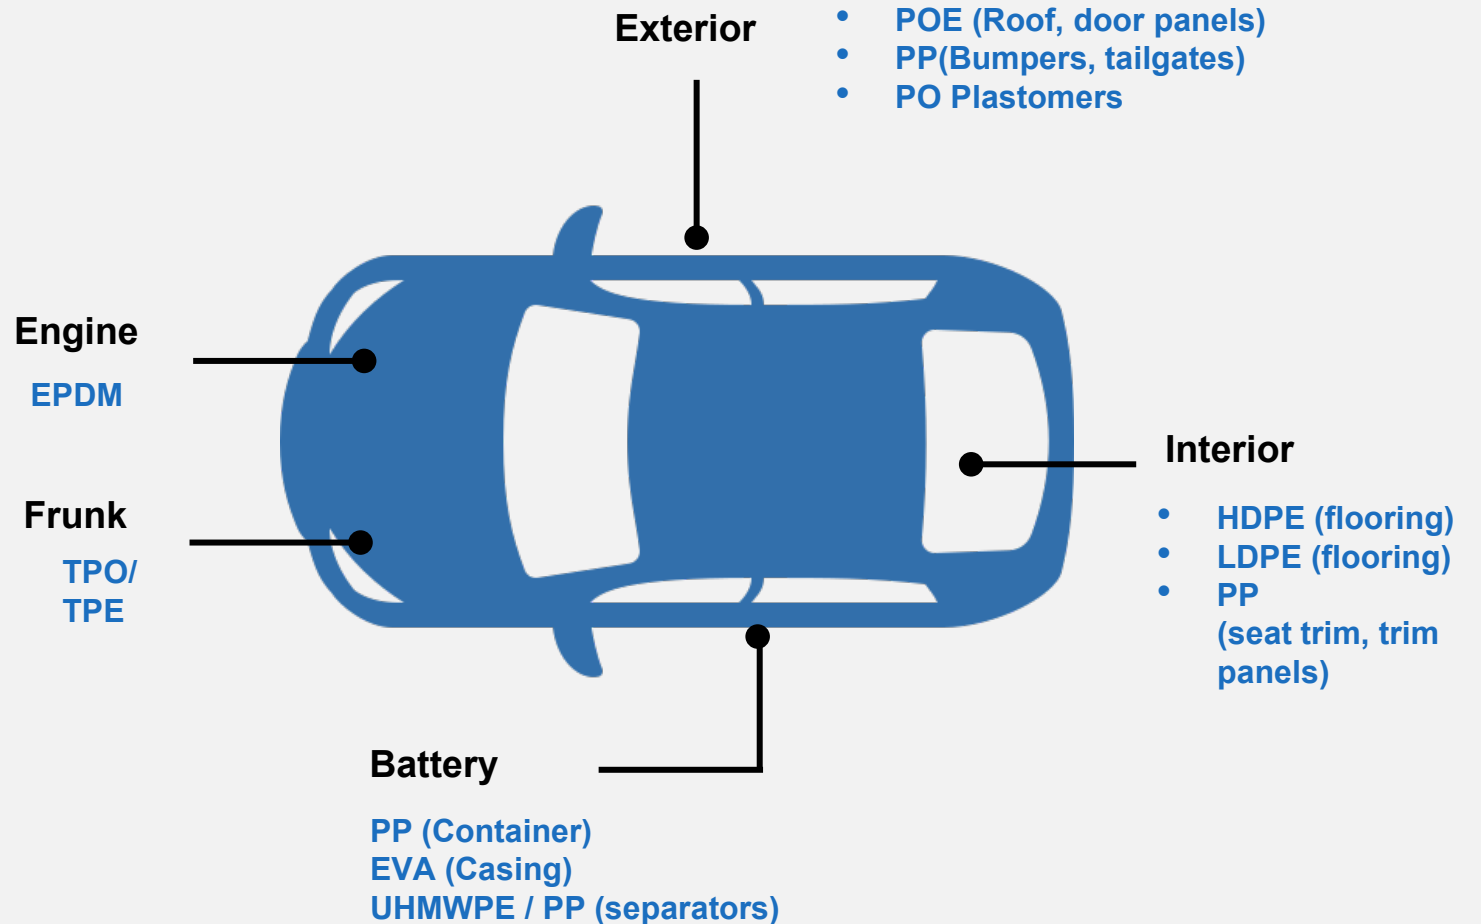 Exterior
• POE (Roof, door panels)
• PP(Bumpers, tailgates)
• PO Plastomers
Engine
EPDM
Frunk
TPO/
TPE
Interior
• HDPE (flooring)
• LDPE (flooring)
• PP
(seat trim, trim
panels)
Battery
PP (Container)
EVA (Casing)
UHMWPE / PP (separators)